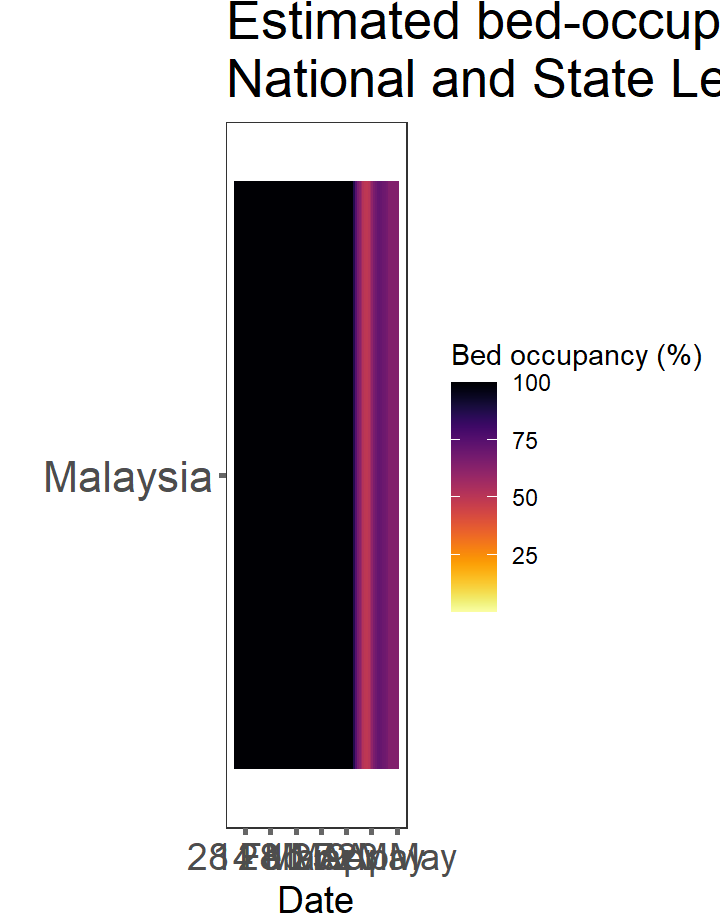 Estimated bed-occup
National and State Le
Bed occupancy (%)
100
75
50
25
Malaysia
Date